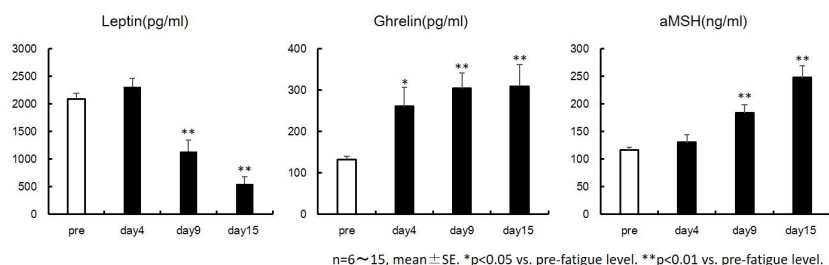 Leptin(pg/ml)
3000
2500
2000
1500
1000
500
0
**
**
pre
day4
day9
day15
Ghrelin(pg/ml)
400
300
200
100
0
*
**
**
pre
day4
day9
day15
aMSH(ng/ml)
300
250
200
150
100
50
0
**
**
pre
day4
day9
day15
n=6～15, mean±SE. *p<0.05 vs. pre-fatigue level. **p<0.01 vs. pre-fatigue level.